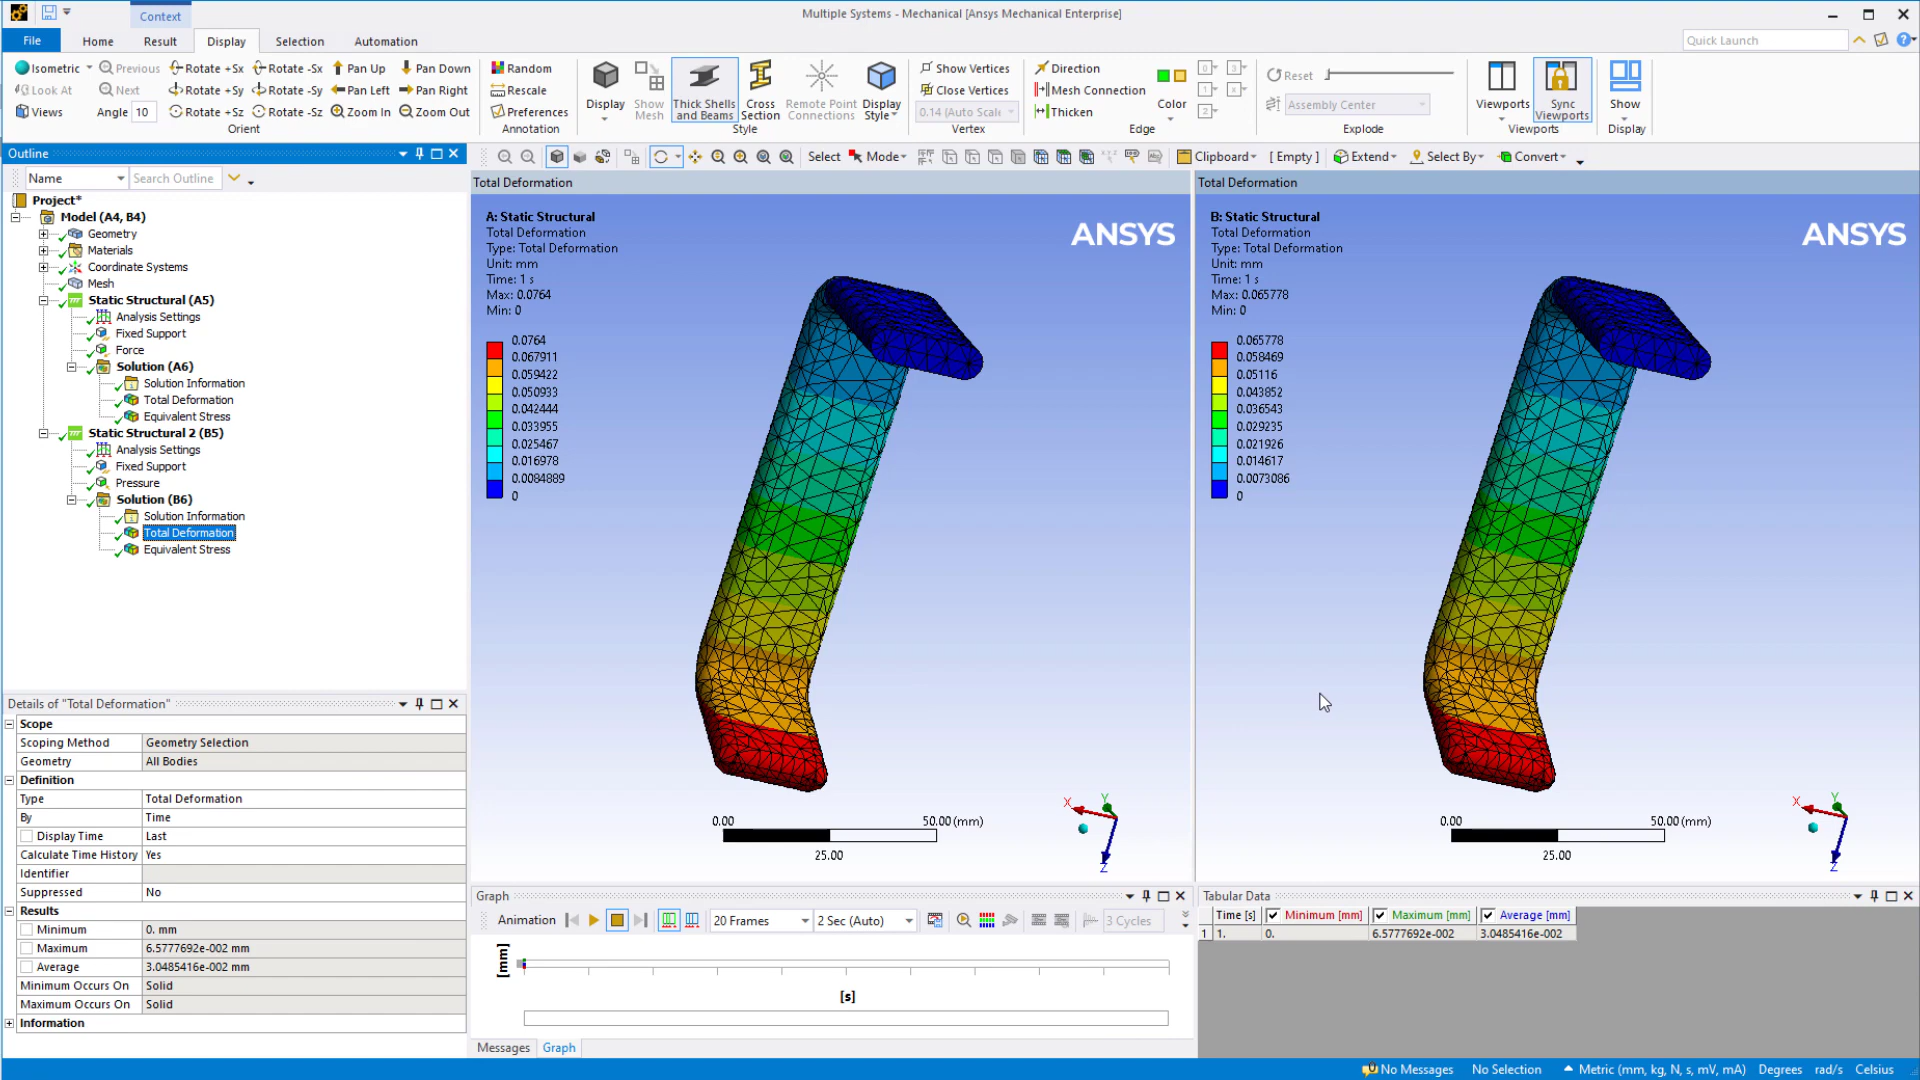 Context
Multiple Systems - Mechanical [Ansys Mechanical Enterprise]
File
Home
Result
Display
Selection
Automation
Quick Launch
Isometric
Previous
Rotate +Sx
Rotate -Sx
Pan Up
Pan Down
Look At
Next
Rotate +Sy
Rotate -Sy
Pan Left
Pan Right
Views
Angle 10
Rotate +Sz
Rotate -Sz
Zoom In
Zoom Out
Orient
Random
Rescale
Preferences
Annotation
Display
Show Mesh
Thick Shells and Beams
Cross Section
Remote Point Connections
Display Style
Style
Show Vertices
Close Vertices
0.14 (Auto Scale
Vertex
Direction
Mesh Connection
Thicken
Color
Edge
Reset
Assembly Center
Explode
Viewports
Sync Viewports
Viewports
Show
Display
Outline
Name
Search Outline
Select
Mode
Clipboard
[ Empty ]
Extend
Select By
Convert
Project*
Model (A4, B4)
Geometry
Materials
Coordinate Systems
Mesh
Static Structural (A5)
Analysis Settings
Fixed Support
Force
Solution (A6)
Solution Information
Total Deformation
Equivalent Stress
Static Structural 2 (B5)
Analysis Settings
Fixed Support
Pressure
Solution (B6)
Solution Information
Total Deformation
Equivalent Stress
Details of "Total Deformation"
Scope
Scoping Method Geometry Selection
Geometry All Bodies
Definition
Type Total Deformation
By Time
Display Time Last
Calculate Time History Yes
Identifier
Suppressed No
Results
Minimum 0. mm
Maximum 6.5777692e-002 mm
Average 3.0485416e-002 mm
Minimum Occurs On Solid
Maximum Occurs On Solid
Information
Total Deformation
A: Static Structural
Total Deformation
Type: Total Deformation
Unit: mm
Time: 1 s
Max: 0.0764
Min: 0
0.0764
0.067911
0.059422
0.050933
0.042444
0.033955
0.025467
0.016978
0.0084889
0
ANSYS
0.00
50.00 (mm)
25.00
X
Y
Z
Total Deformation
B: Static Structural
Total Deformation
Type: Total Deformation
Unit: mm
Time: 1 s
Max: 0.065778
Min: 0
0.065778
0.058469
0.05116
0.043852
0.036543
0.029235
0.021926
0.014617
0.0073086
0
ANSYS
0.00
50.00 (mm)
25.00
X
Y
Z
Graph
Animation
20 Frames
2 Sec (Auto)
3 Cycles
[mm]
[s]
Messages
Graph
Tabular Data
Time [s] Minimum [mm] Maximum [mm] Average [mm]
1 1. 0. 6.5777692e-002 3.0485416e-002
No Messages
No Selection
Metric (mm, kg, N, s, mV, mA)
Degrees
rad/s
Celsius